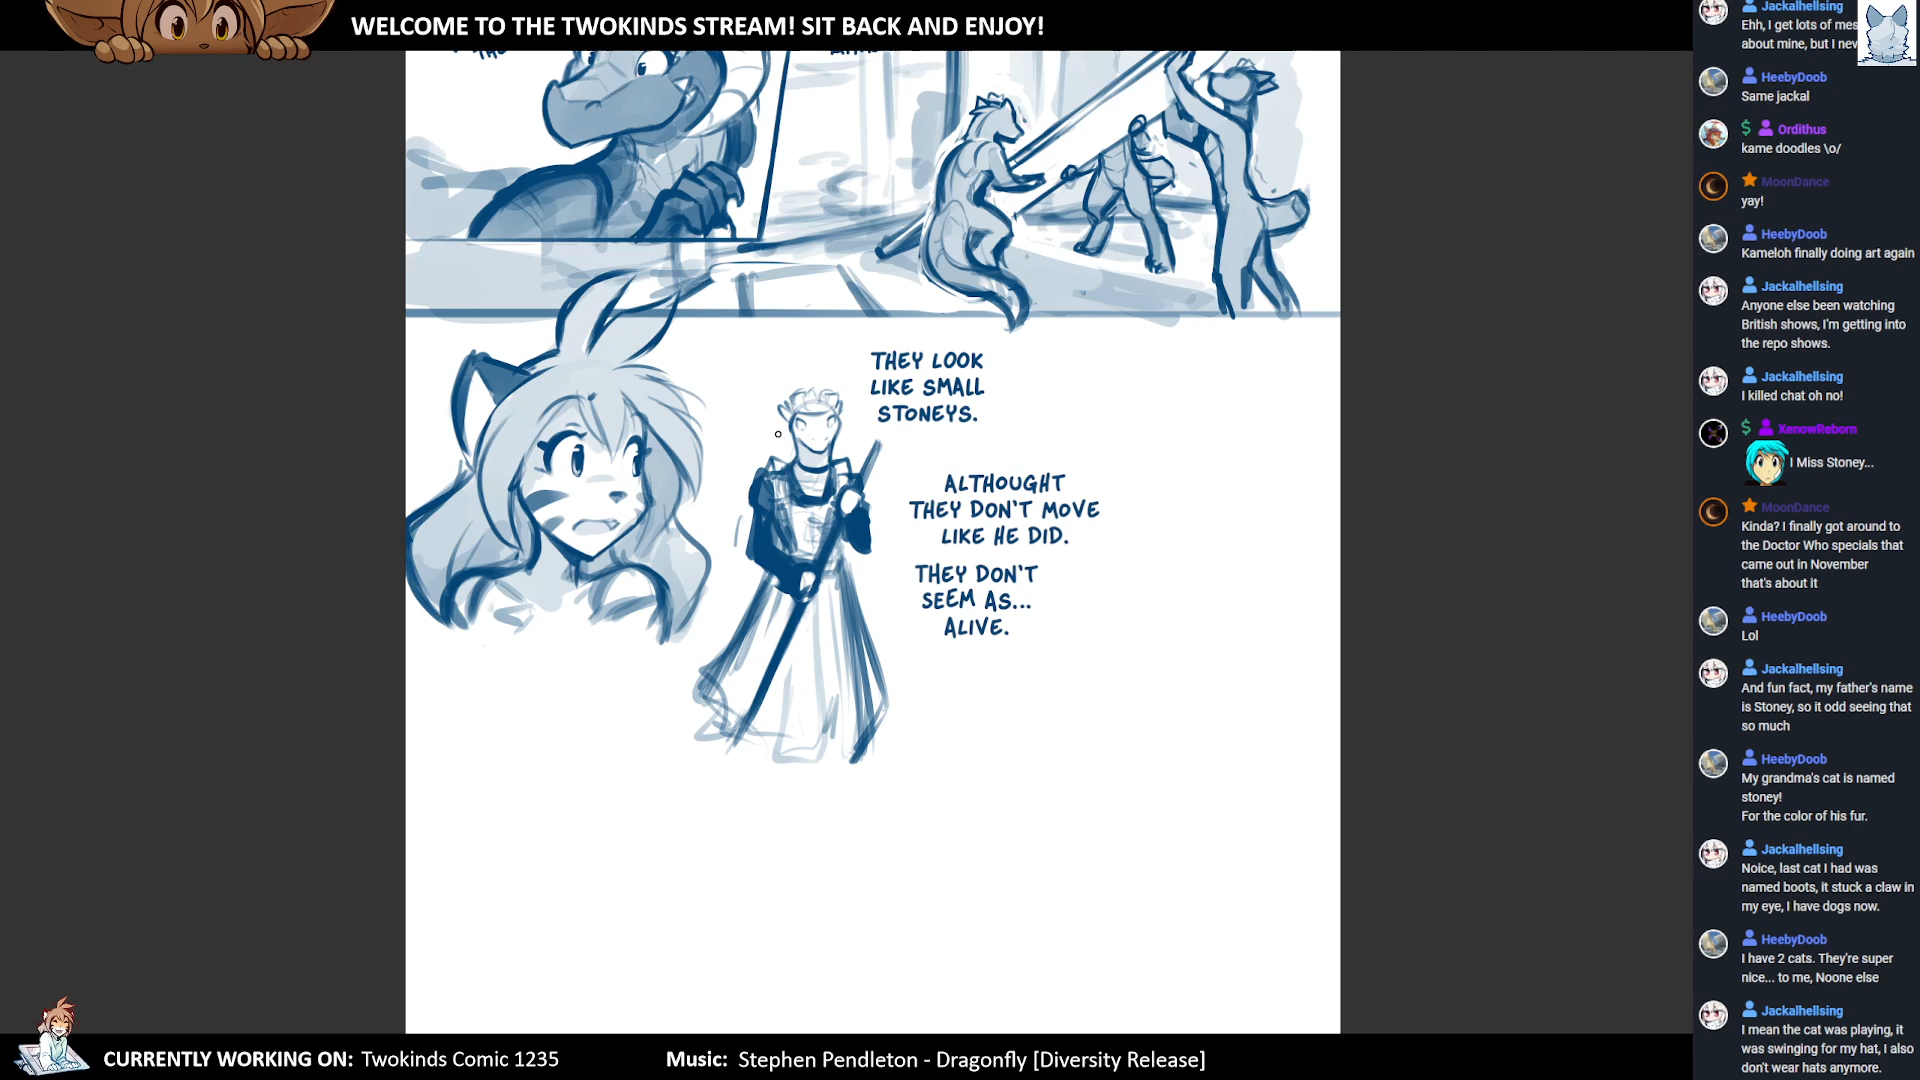 WELCOME TO THE TWOKINDS STREAM! SIT BACK AND ENJOY!
THEY LOOK
LIKE SMALL
STONEYS.
ALTHOUGHT
THEY DON'T MOVE
LIKE HE DID.
THEY DON'T
SEEM AS...
ALIVE.
CURRENTLY WORKING ON: Twokinds Comic 1235
Music: Stephen Pendleton - Dragonfly [Diversity Release]
Jackalhellsing
Ehh, I get lots of
about mine, but I
HeebyDoob
Same jackal
$ Ordithus
kame doodles \o/
MoonDance
yay!
HeebyDoob
Kameloh finally doing art again
Jackalhellsing
Anyone else been watching
British shows, I'm getting into
the repo shows.
Jackalhellsing
I killed chat oh no!
$ XenowReborn
I Miss Stoney...
MoonDance
Kinda? I finally got around to
the Doctor Who specials that
came out in November
that's about it
HeebyDoob
Lol
Jackalhellsing
And fun fact, my father's name
is Stoney, so it odd seeing that
so much
HeebyDoob
My grandma's cat is named
stoney!
For the color of his fur.
Jackalhellsing
Noice, last cat I had was
named boots, it stuck a claw in
my eye, I have dogs now.
HeebyDoob
I have 2 cats. They're super
nice... to me, Noone else
Jackalhellsing
I mean the cat was playing, it
was swinging for my hat, I also
don't wear hats anymore.